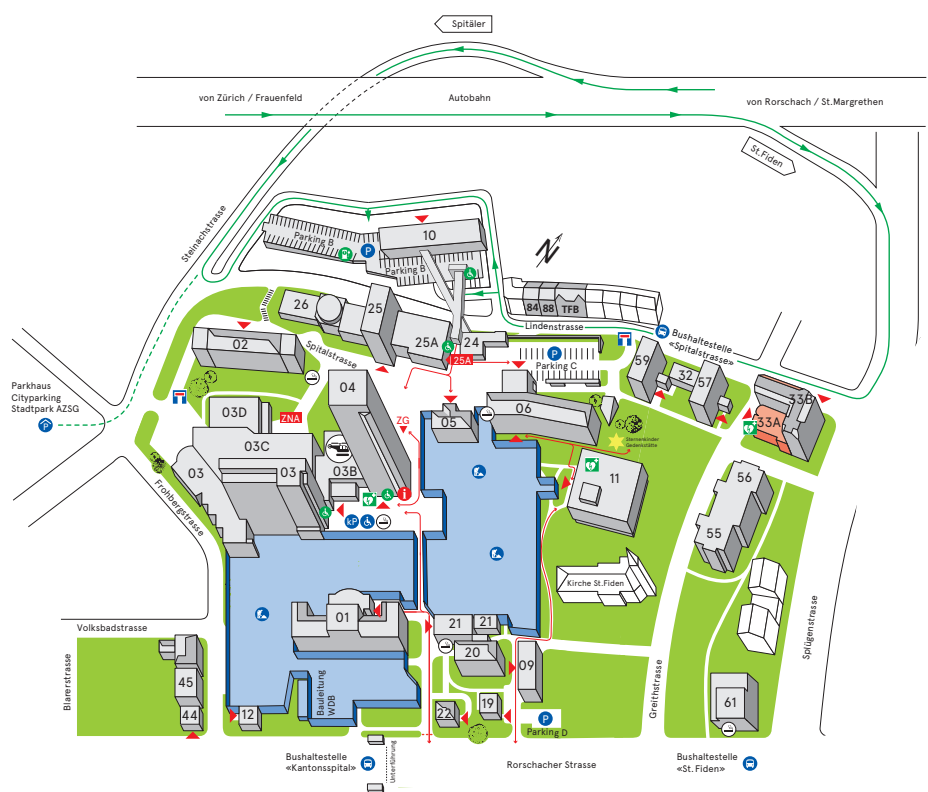 Spitäler
von Zürich / Frauenfeld
Autobahn
von Rorschach / St.Margrethen
St.Fiden
Steinachstrasse
Parking B
P
10
Parking B
N
26
25
84
88
TFB
Lindenstrasse
Bushaltestelle
«Spitalstrasse»
02
Spitalstrasse
25A
24
25A
P
Parking C
59
32
57
33B
33A
Parkhaus
Cityparking
Stadtpark AZSG
P
04
03D
ZNA
ZG
05
06
Sternenkinder
Gedenkstätte
03C
03
03
03B
i
kP
11
56
55
Frohbergstrasse
Kirche St.Fiden
01
21
21
20
09
Volksbadstrasse
Blarerstrasse
45
44
12
Bauleitung
WDB
22
19
P
Parking D
Greithstrasse
Splügenstrasse
61
Bushaltestelle
«Kantonsspital»
Unterführung
Rorschacher Strasse
Bushaltestelle
«St.Fiden»